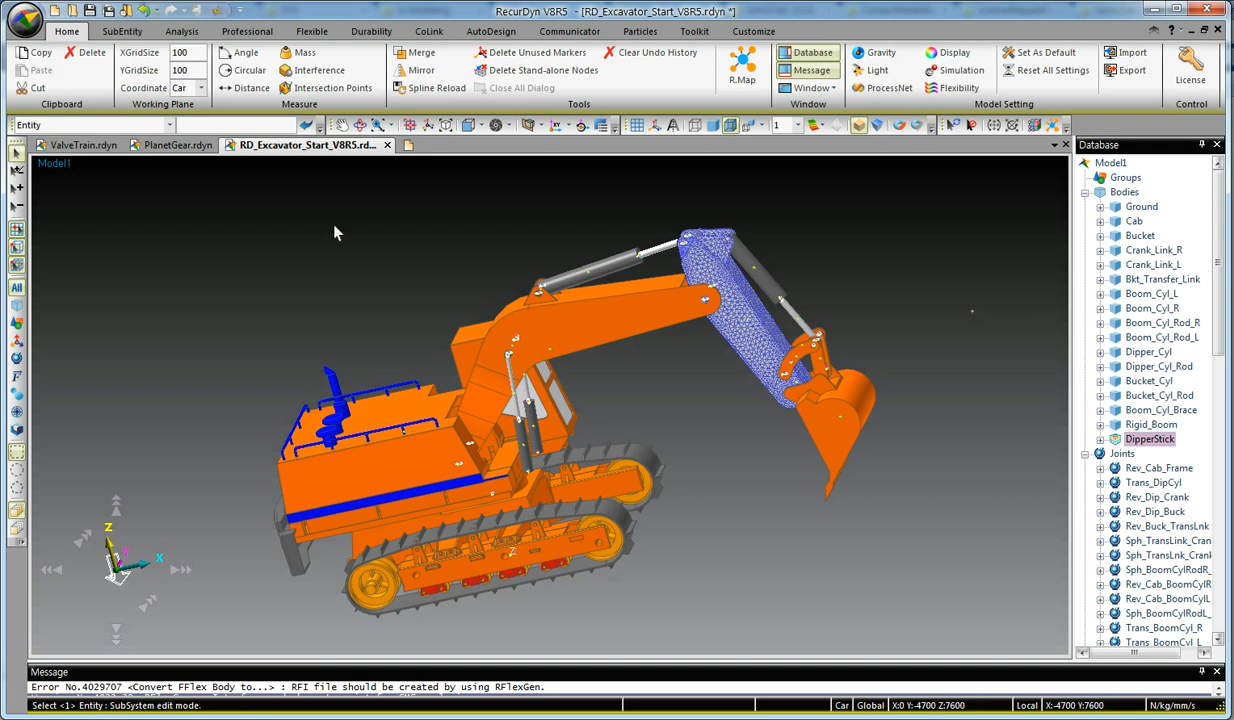 RecurDyn V8R5 - [RD_Excavator_Start_V8R5.rdyn *]
Home SubEntity Analysis Professional Flexible Durability CoLink AutoDesign Communicator Particles Toolkit Customize
Copy Delete XGridSize 100 Angle Mass Merge Delete Unused Markers Clear Undo History Database Gravity Display Set As Default Import
Paste YGridSize 100 Circular Interference Mirror Delete Stand-alone Nodes R.Map Message Light Simulation Reset All Settings Export License
Cut Coordinate Car Distance Intersection Points Spline Reload Close All Dialog Window ProcessNet Flexibility
Clipboard Working Plane Measure Tools Window Model Setting Control
Entity 1
ValveTrain.rdyn PlanetGear.rdyn RD_Excavator_Start_V8R5.rd... Database
Model1
All
F
Z
X
Z
Model1
Groups
Bodies
Ground
Cab
Bucket
Crank_Link_R
Crank_Link_L
Bkt_Transfer_Link
Boom_Cyl_L
Boom_Cyl_R
Boom_Cyl_Rod_R
Boom_Cyl_Rod_L
Dipper_Cyl
Dipper_Cyl_Rod
Bucket_Cyl
Bucket_Cyl_Rod
Boom_Cyl_Brace
Rigid_Boom
DipperStick
Joints
Rev_Cab_Frame
Trans_DipCyl
Rev_Dip_Crank
Rev_Dip_Buck
Rev_Buck_TransLnk
Sph_TransLnk_Crank
Sph_TransLnk_Cran
Sph_BoomCylRodR
Rev_Cab_BoomCylR
Rev_Cab_BoomCylL
Sph_BoomCylRodL_
Trans_BoomCyl_R
Trans_BoomCyl_L
Message
Error No.4029707 <Convert FFlex Body to...> : RFI file should be created by using RFlexGen.
Select <1> Entity : SubSystem edit mode. Car Global X:0 Y:-4700 Z:7600 Local X:-4700 Y:7600 N/kg/mm/s